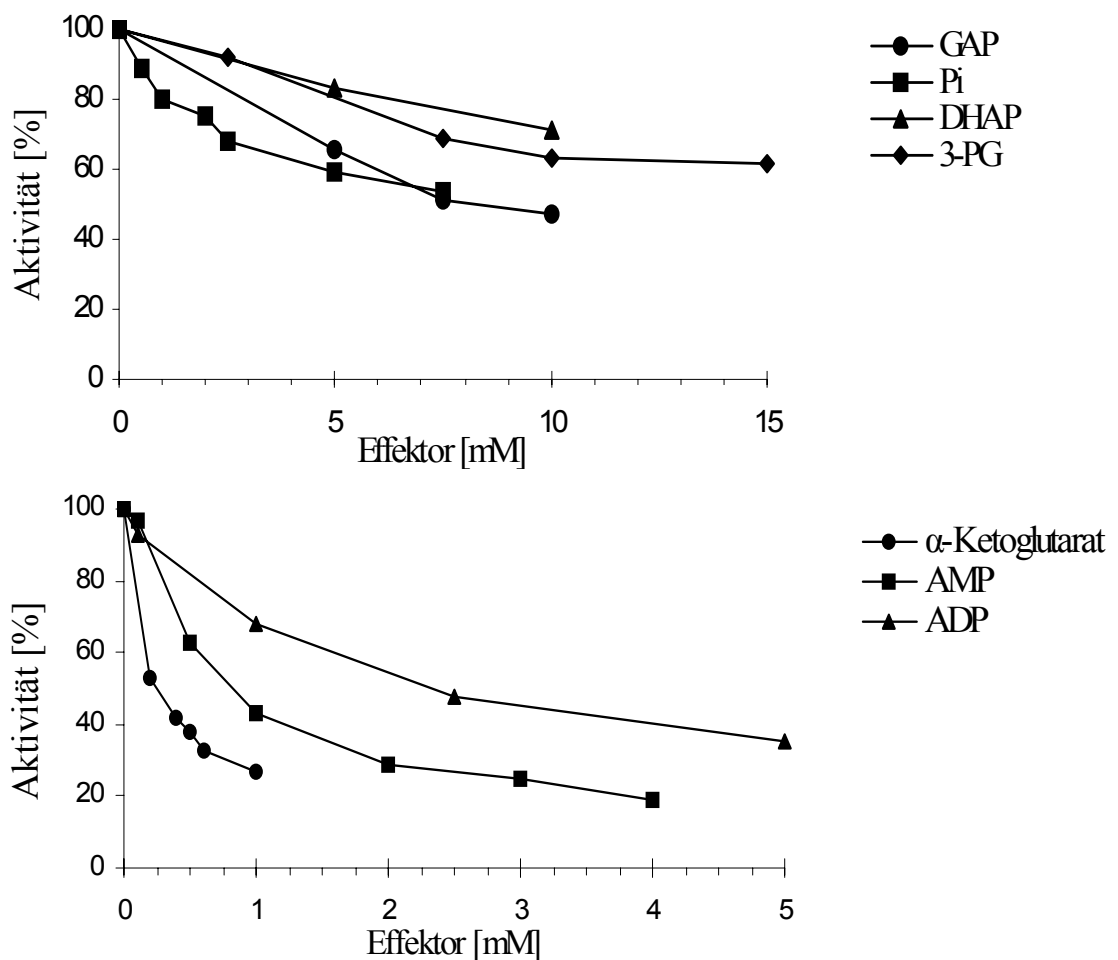 Aktivität [%]
100
80
60
40
20
0
0 5 10 15
Effektor [mM]
GAP
Pi
DHAP
3-PG
Aktivität [%]
100
80
60
40
20
0
0 1 2 3 4 5
Effektor [mM]
α-Ketoglutarat
AMP
ADP